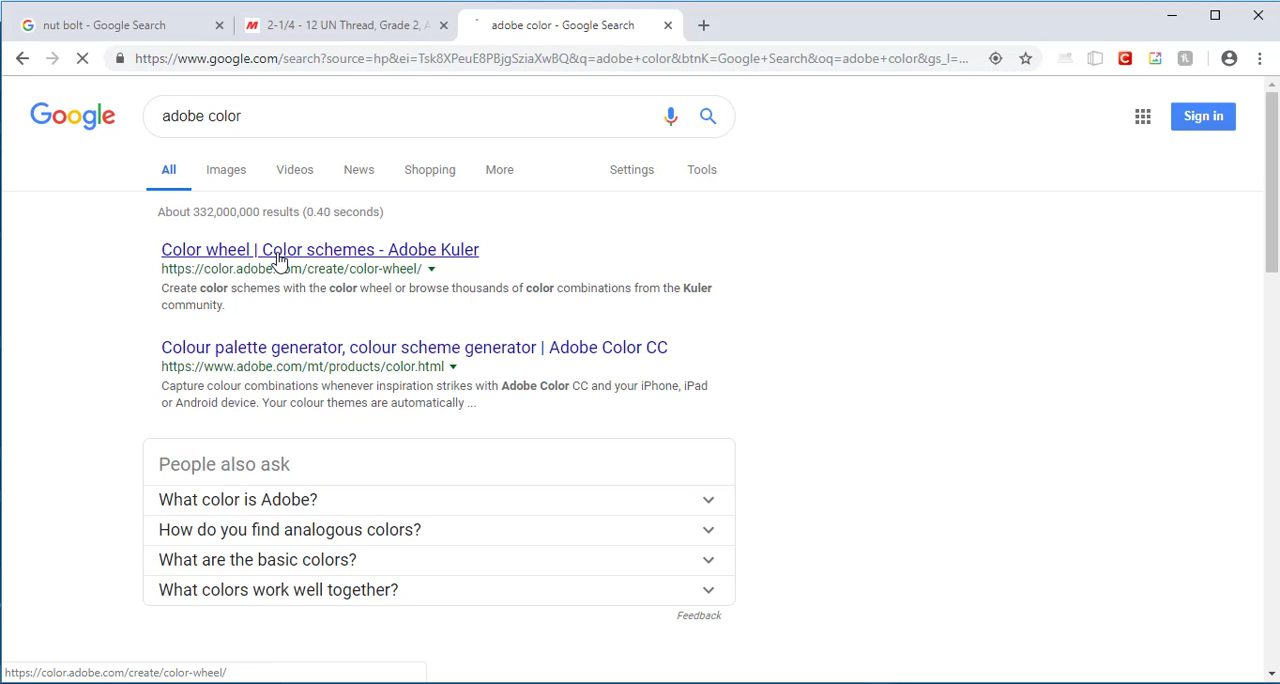 nut bolt - Google Search
2-1/4 - 12 UN Thread, Grade 2, A
adobe color - Google Search
https://www.google.com/search?source=hp&ei=Tck8XPeuFBPBjgSziaXwBQ&q=adobe+color&btnK=Google+Search&oq=adobe+color&gs_l=...
Google
adobe color
Sign in
All Images Videos News Shopping More Settings Tools
About 332,000,000 results (0.40 seconds)
Color wheel | Color schemes - Adobe Kuler
https://color.adobe.com/create/color-wheel/
Create color schemes with the color wheel or browse thousands of color combinations from the Kuler
community.
Colour palette generator, colour scheme generator | Adobe Color CC
https://www.adobe.com/mt/products/color.html
Capture colour combinations whenever inspiration strikes with Adobe Color CC and your iPhone, iPad
or Android device. Your colour themes are automatically ...
People also ask
What color is Adobe?
How do you find analogous colors?
What are the basic colors?
What colors work well together?
Feedback
https://color.adobe.com/create/color-wheel/